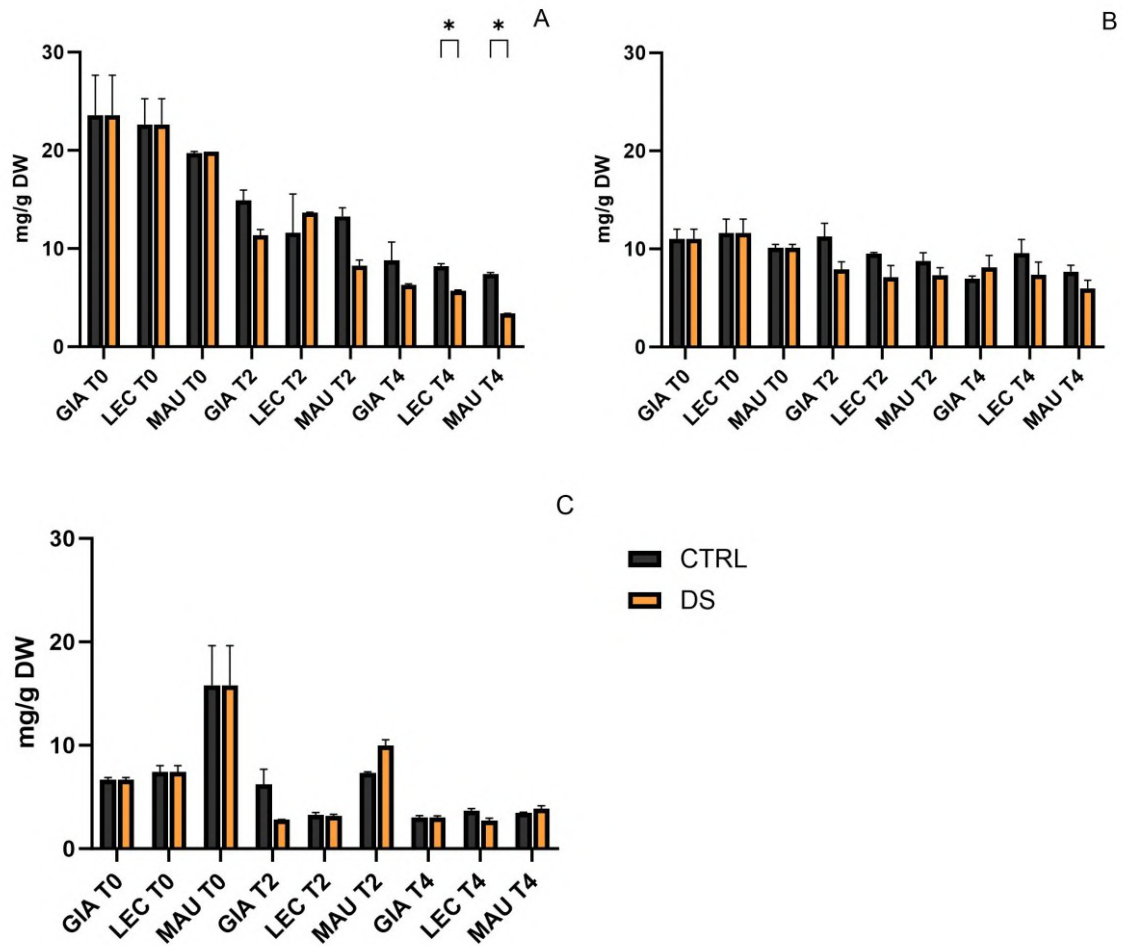 * * A
mg/g DW
30
20
10
0
GIA T0 LEC T0 MAU T0 GIA T2 LEC T2 MAU T2 GIA T4 LEC T4 MAU T4
B
mg/g DW
30
20
10
0
GIA T0 LEC T0 MAU T0 GIA T2 LEC T2 MAU T2 GIA T4 LEC T4 MAU T4
C
mg/g DW
30
20
10
0
GIA T0 LEC T0 MAU T0 GIA T2 LEC T2 MAU T2 GIA T4 LEC T4 MAU T4
CTRL
DS